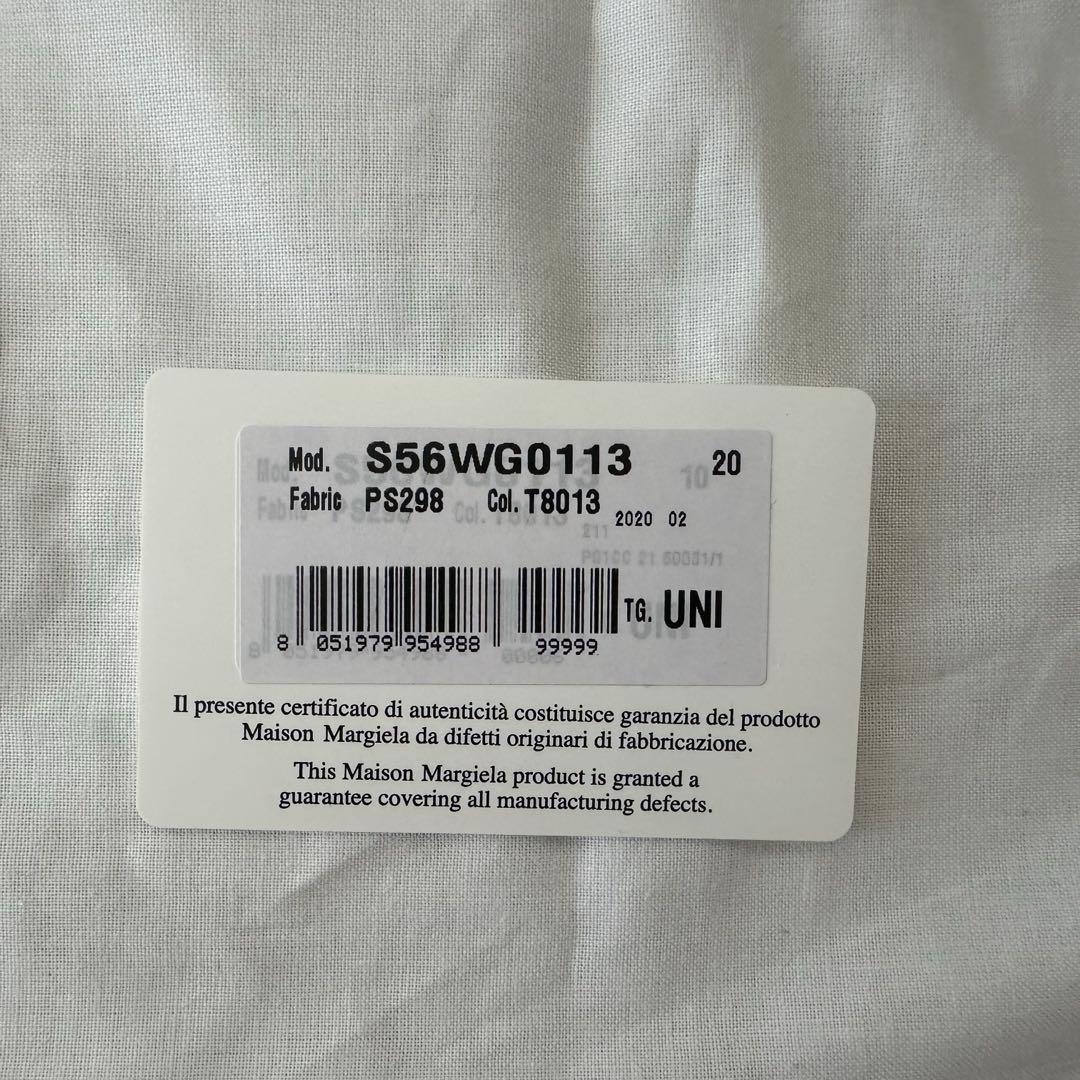 Mod. S56WG0113 20
Fabric PS298 Col. T8013 2020 02
8 051979 954988 99999 TG. UNI
Il presente certificato di autenticità costituisce garanzia del prodotto
Maison Margiela da difetti originari di fabbricazione.
This Maison Margiela product is granted a
guarantee covering all manufacturing defects.